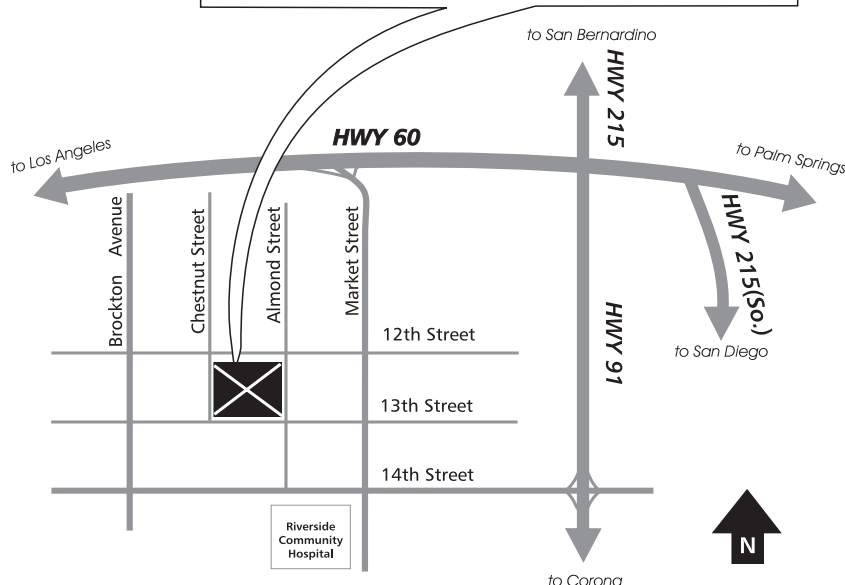 to San Bernardino
HWY 215
HWY 60
to Los Angeles
to Palm Springs
Brockton Avenue
Chestnut Street
Almond Street
Market Street
HWY 215(So.)
12th Street
HWY 91
to San Diego
13th Street
14th Street
Riverside
Community
Hospital
N
to Corona